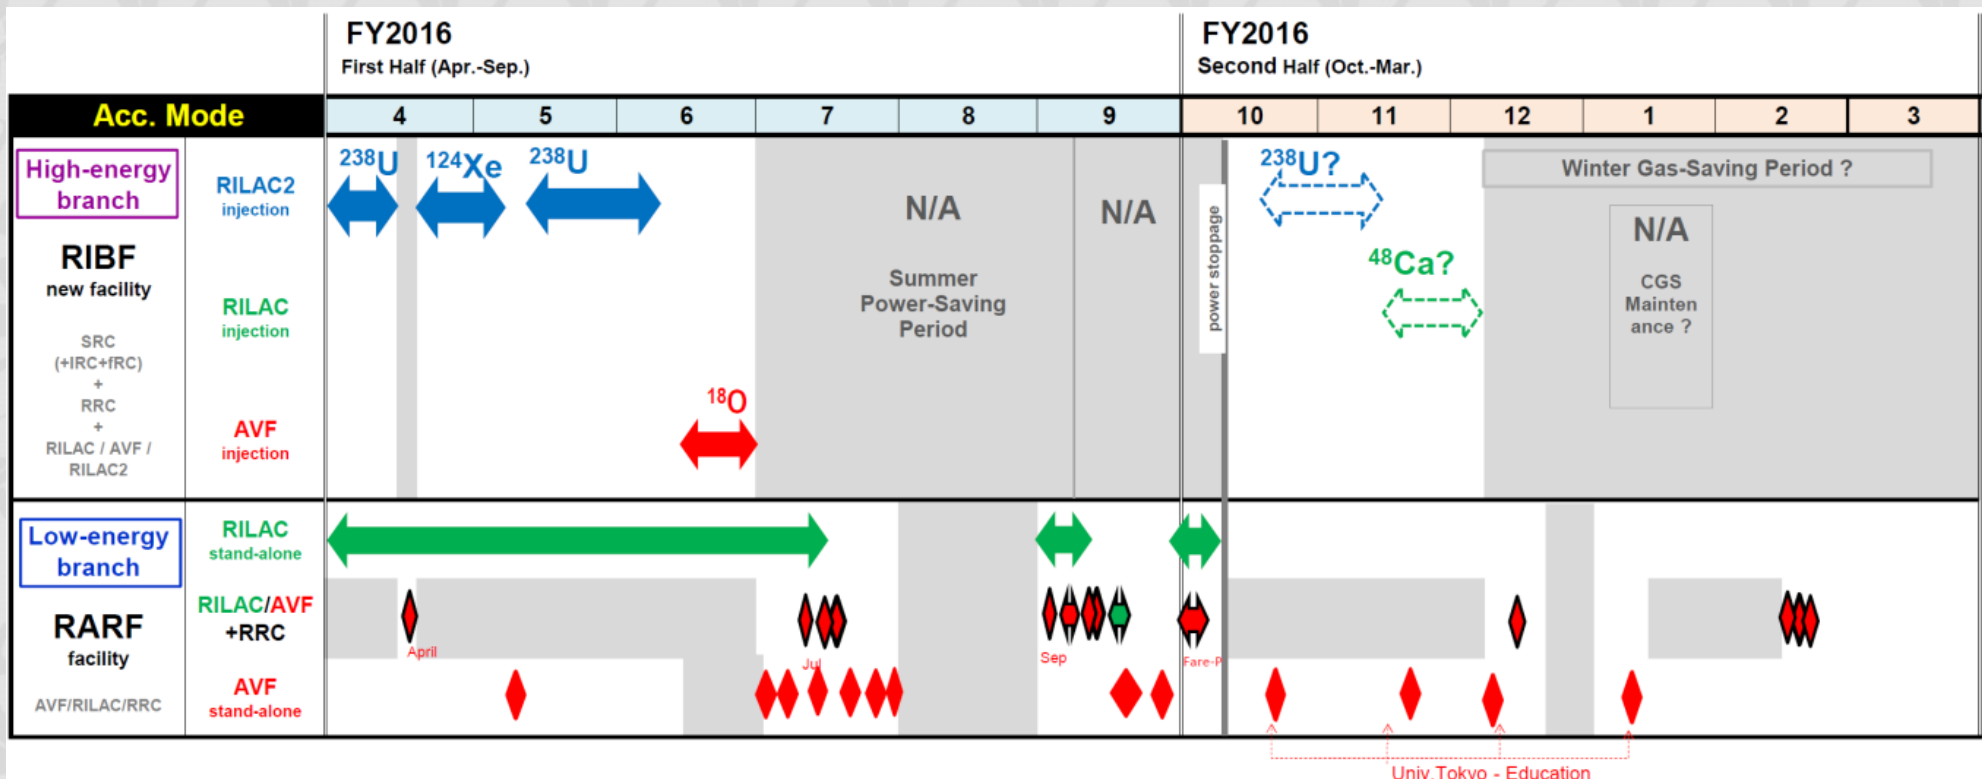 FY2016
First Half (Apr.-Sep.)
FY2016
Second Half (Oct.-Mar.)
Acc. Mode
4
5
6
7
8
9
10
11
12
1
2
3
High-energy
branch
RIBF
new facility
SRC
(+IRC+fRC)
+
RRC
+
RILAC / AVF /
RILAC2
RILAC2
injection
RILAC
injection
AVF
injection
238U
124Xe
238U
18O
N/A
Summer
Power-Saving
Period
N/A
power stoppage
238U?
48Ca?
Winter Gas-Saving Period ?
N/A
CGS
Mainten
ance ?
Low-energy
branch
RARF
facility
AVF/RILAC/RRC
RILAC
stand-alone
RILAC/AVF
+RRC
AVF
stand-alone
April
Jul
Sep
Fare-P
Univ.Tokyo - Education